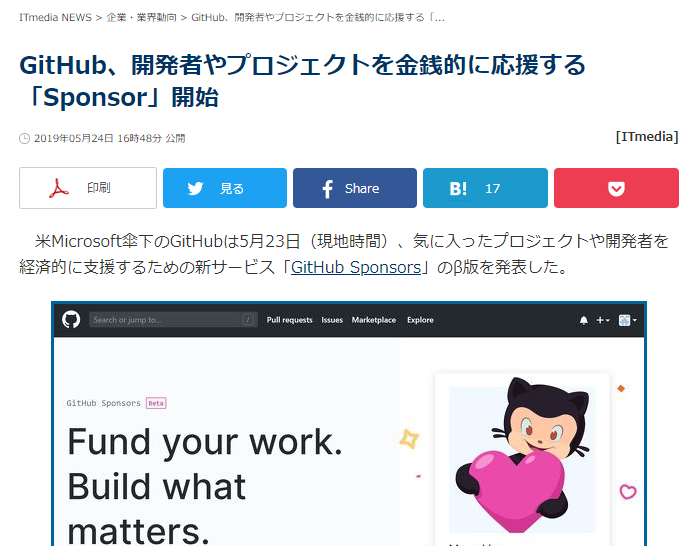 ITmedia NEWS > 企業・業界動向 > GitHub、開発者やプロジェクトを金銭的に応援する「...
GitHub、開発者やプロジェクトを金銭的に応援する
「Sponsor」開始
2019年05月24日 16時48分 公開
[ITmedia]
印刷
見る
Share
B! 17
米Microsoft傘下のGitHubは5月23日（現地時間）、気に入ったプロジェクトや開発者を
経済的に支援するための新サービス「GitHub Sponsors」のβ版を発表した。
Search or jump to... /
Pull requests Issues Marketplace Explore
GitHub Sponsors Beta
Fund your work.
Build what
matters.